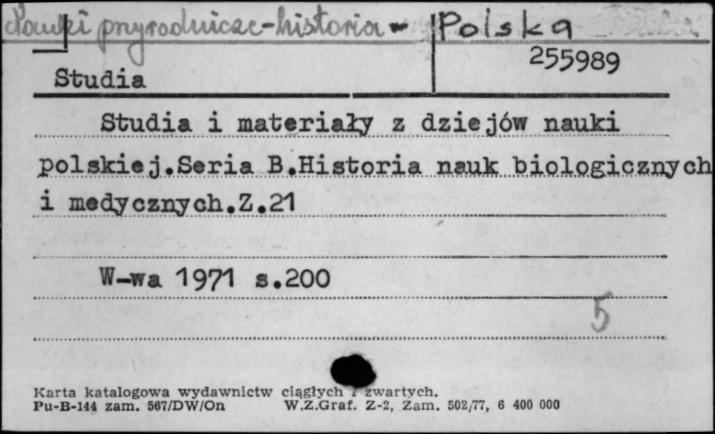 Nauki przyrodnicze-historia - Polska
255989
Studia
Studia i materiały z dziejów nauki
polskiej.Seria B.Historia nauk biologicznych
i medycznych.Z.21
W-wa 1971 s.200
5
Karta katalogowa wydawnictw ciągłych i zwartych.
Pu-B-144 zam. 567/DW/On W.Z.Graf. Z-2, Zam. 502/77, 6 400 000